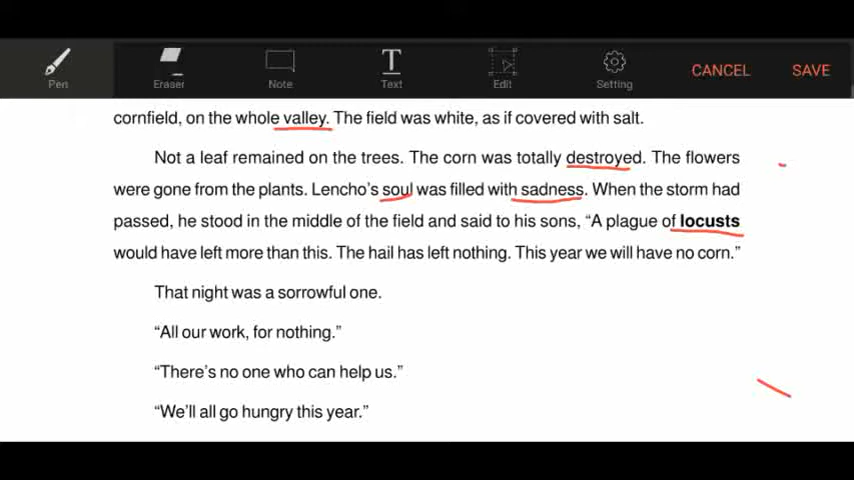 Pen
Eraser
Note
Text
Edit
Setting
CANCEL
SAVE
cornfield, on the whole valley. The field was white, as if covered with salt.
Not a leaf remained on the trees. The corn was totally destroyed. The flowers
were gone from the plants. Lencho's soul was filled with sadness. When the storm had
passed, he stood in the middle of the field and said to his sons, “A plague of locusts
would have left more than this. The hail has left nothing. This year we will have no corn.”
That night was a sorrowful one.
“All our work, for nothing.”
“There's no one who can help us.”
“We'll all go hungry this year.”